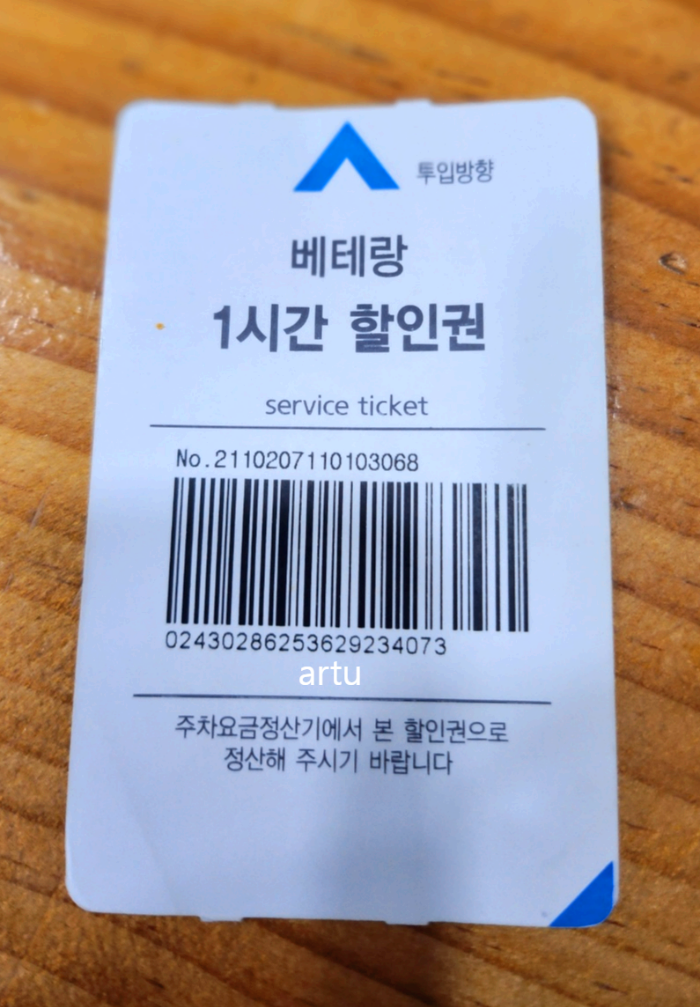 투입방향
베테랑
1시간 할인권
service ticket
No.2110207110103068
02430286253629234073
artu
주차요금정산기에서 본 할인권으로
정산해 주시기 바랍니다